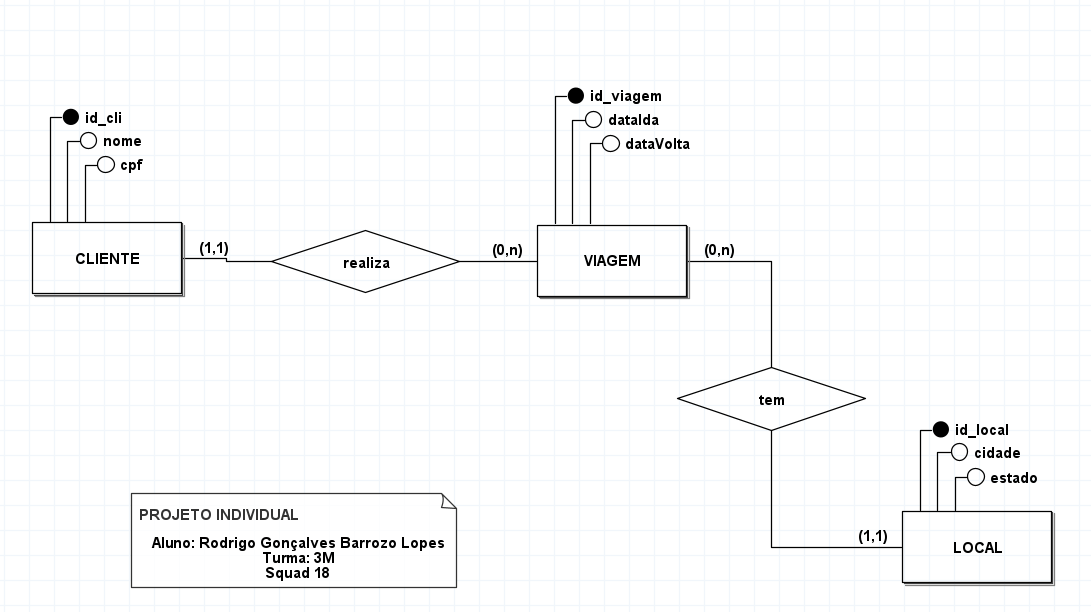 id_cli
nome
cpf
CLIENTE
(1,1)
realiza
(0,n)
id_viagem
dataIda
dataVolta
VIAGEM
(0,n)
tem
id_local
cidade
estado
(1,1)
LOCAL
PROJETO INDIVIDUAL
Aluno: Rodrigo Gonçalves Barrozo Lopes
Turma: 3M
Squad 18